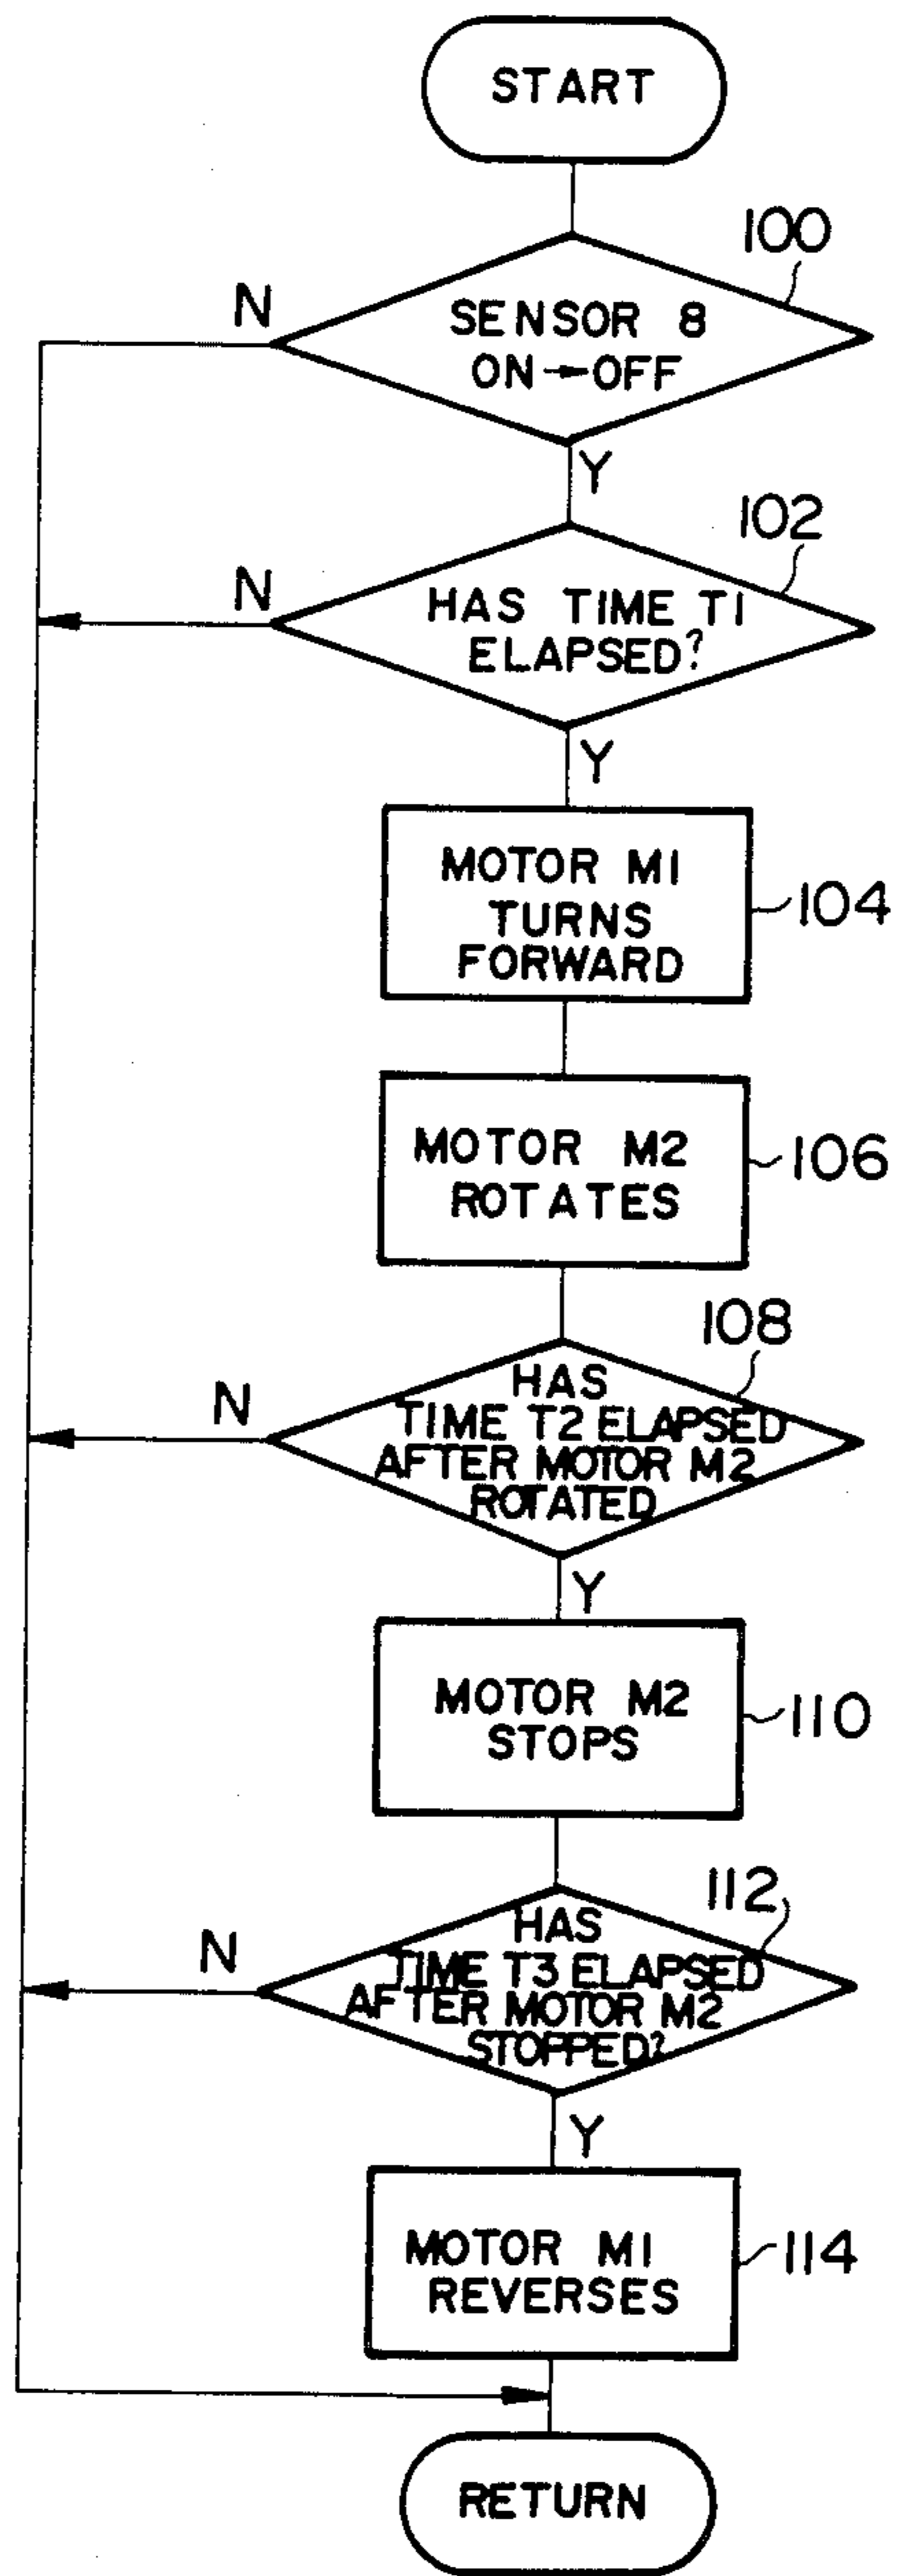 START
100
N
SENSOR 8
ON→OFF
Y
102
N
HAS TIME T1
ELAPSED?
Y
MOTOR M1
TURNS
FORWARD
104
MOTOR M2
ROTATES
106
108
N
HAS
TIME T2 ELAPSED
AFTER MOTOR M2
ROTATED
Y
MOTOR M2
STOPS
110
112
N
HAS
TIME T3 ELAPSED
AFTER MOTOR M2
STOPPED?
Y
MOTOR M1
REVERSES
114
RETURN